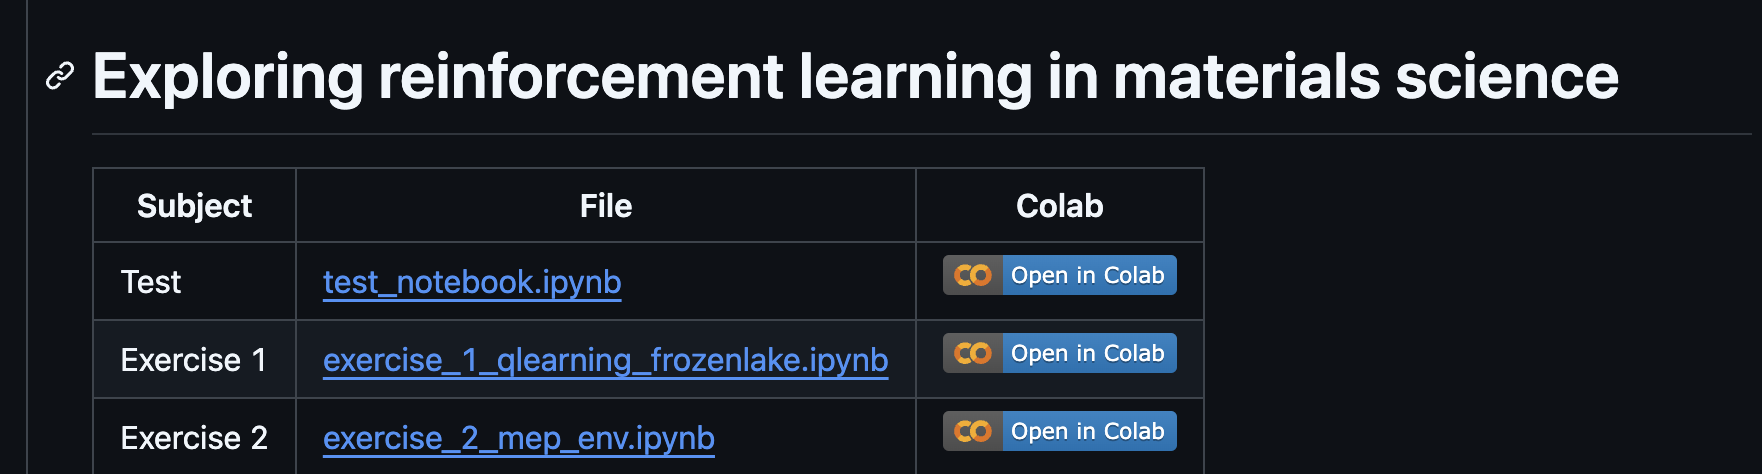 Exploring reinforcement learning in materials science
Subject File Colab
Test test_notebook.ipynb Open in Colab
Exercise 1 exercise_1_qlearning_frozenlake.ipynb Open in Colab
Exercise 2 exercise_2_mep_env.ipynb Open in Colab